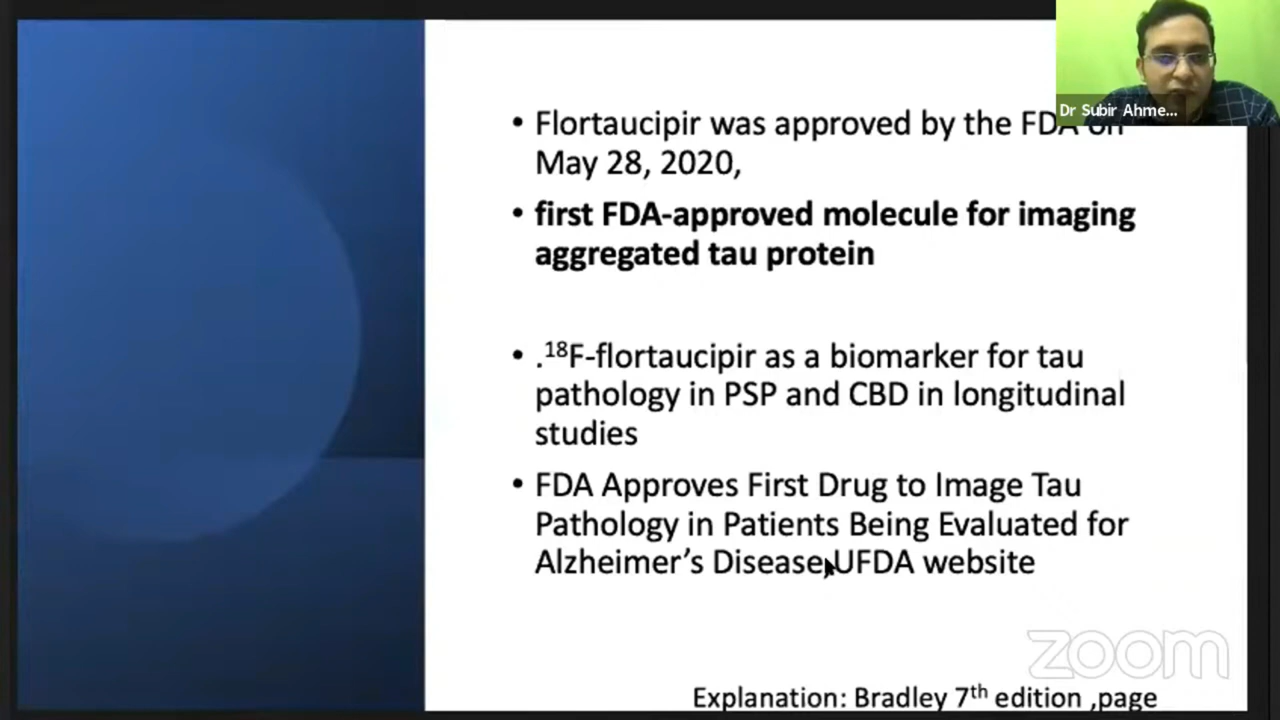 Dr Subir Ahme...
• Flortaucipir was approved by the FDA on
May 28, 2020,
• first FDA-approved molecule for imaging
aggregated tau protein
• .¹⁸F-flortaucipir as a biomarker for tau
pathology in PSP and CBD in longitudinal
studies
• FDA Approves First Drug to Image Tau
Pathology in Patients Being Evaluated for
Alzheimer’s Disease UFDA website
zoom
Explanation: Bradley 7th edition ,page